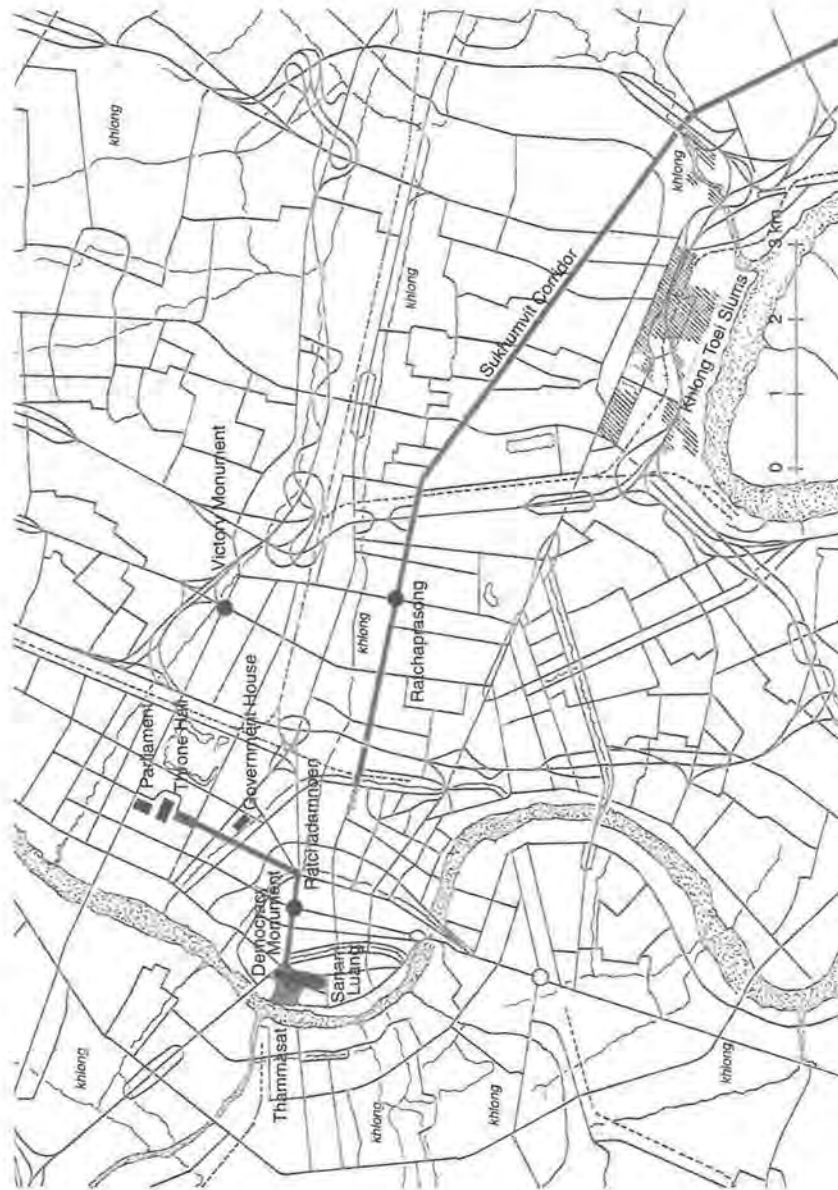 khlong
Parliament
Throne Hall
Government House
Victory Monument
Democracy
Monument
Ratchadamnoen
Thammasat
Sanam
Luang
khlong
khlong
Ratchaprasong
khlong
Sukhumvit Corridor
khlong
Khlong Toei Slums
0 1 2 3 km
khlong
khlong
khlong
khlong